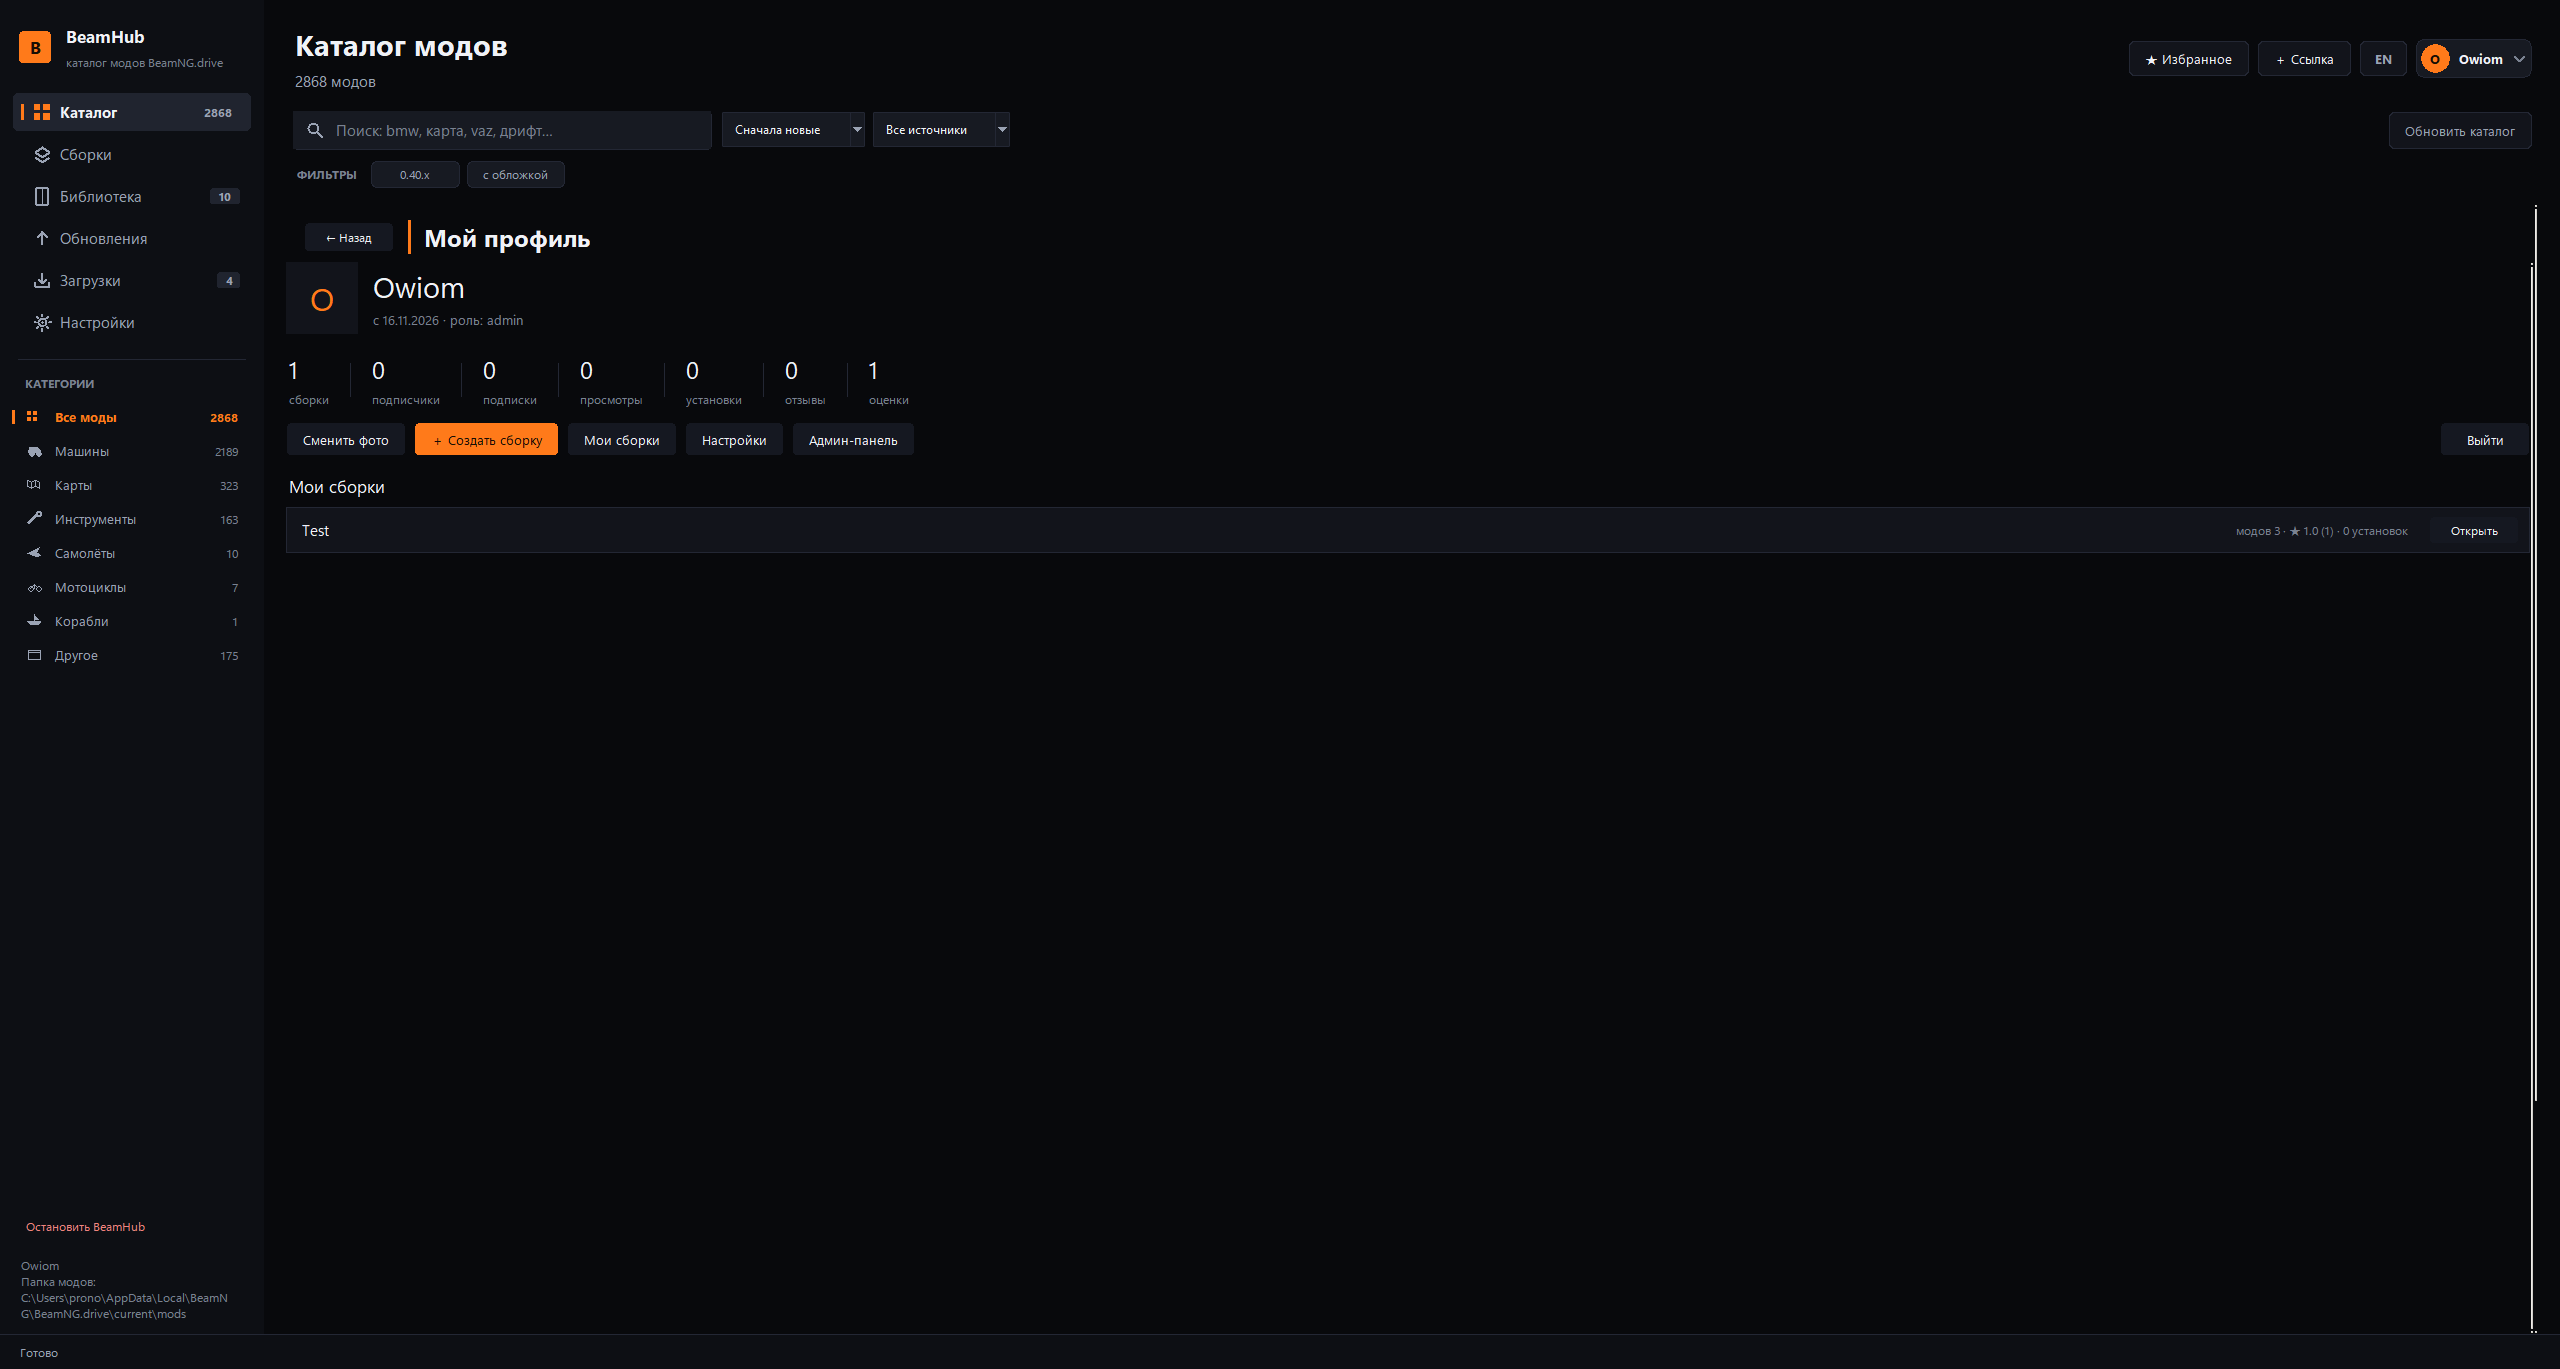 B
BeamHub
каталог модов BeamNG.drive
Каталог 2868
Сборки
Библиотека 10
Обновления
Загрузки 4
Настройки
КАТЕГОРИИ
Все моды 2868
Машины 2189
Карты 323
Инструменты 163
Самолёты 10
Мотоциклы 7
Корабли 1
Другое 175
Остановить BeamHub
Owiom
Папка модов:
C:\Users\prono\AppData\Local\BeamN
G\BeamNG.drive\current\mods
Готово
Каталог модов
2868 модов
★ Избранное
+ Ссылка
EN
O Owiom
Поиск: bmw, карта, vaz, дрифт...
Сначала новые
Все источники
Обновить каталог
ФИЛЬТРЫ 0.40.x с обложкой
← Назад
Мой профиль
O
Owiom
с 16.11.2026 · роль: admin
1 0 0 0 0 0 1
сборки подписчики подписки просмотры установки отзывы оценки
Сменить фото + Создать сборку Мои сборки Настройки Админ-панель Выйти
Мои сборки
Test модов 3 · ★ 1.0 (1) · 0 установок Открыть